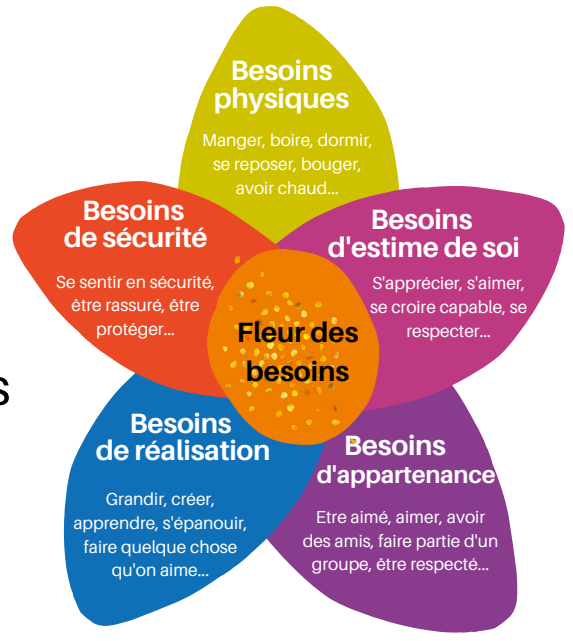 Besoins
physiques
Manger, boire, dormir,
se reposer, bouger,
avoir chaud...
Besoins
de sécurité
Se sentir en sécurité,
être rassuré, être
protéger...
Besoins
d'estime de soi
S'apprécier, s'aimer,
se croire capable, se
respecter...
Fleur des
besoins
s
Besoins
de réalisation
Grandir, créer,
apprendre, s'épanouir,
faire quelque chose
qu'on aime...
Besoins
d'appartenance
Etre aimé, aimer, avoir
des amis, faire partie d'un
groupe, être respecté...